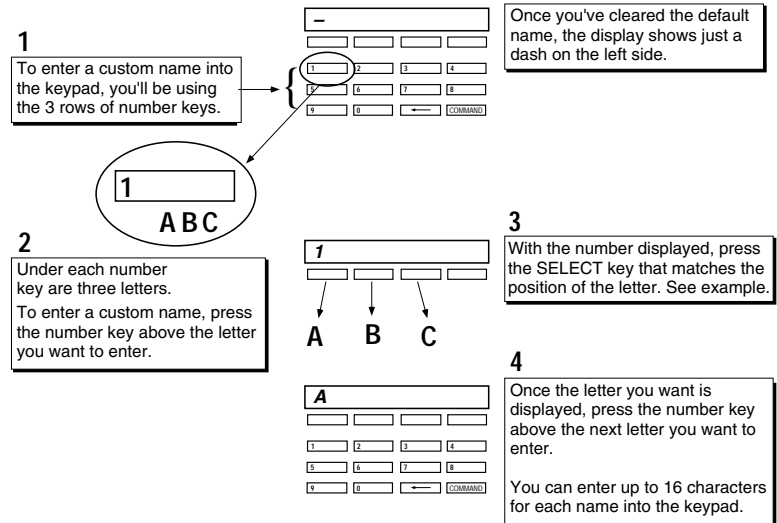 1
To enter a custom name into
the keypad, you'll be using
the 3 rows of number keys.
–
1 2 3 4
5 6 7 8
9 0 COMMAND
Once you've cleared the default
name, the display shows just a
dash on the left side.
1
A B C
2
Under each number
key are three letters.
To enter a custom name, press
the number key above the letter
you want to enter.
1
A B C
3
With the number displayed, press
the SELECT key that matches the
position of the letter. See example.
A
1 2 3 4
5 6 7 8
9 0 COMMAND
4
Once the letter you want is
displayed, press the number key
above the next letter you want to
enter.
You can enter up to 16 characters
for each name into the keypad.